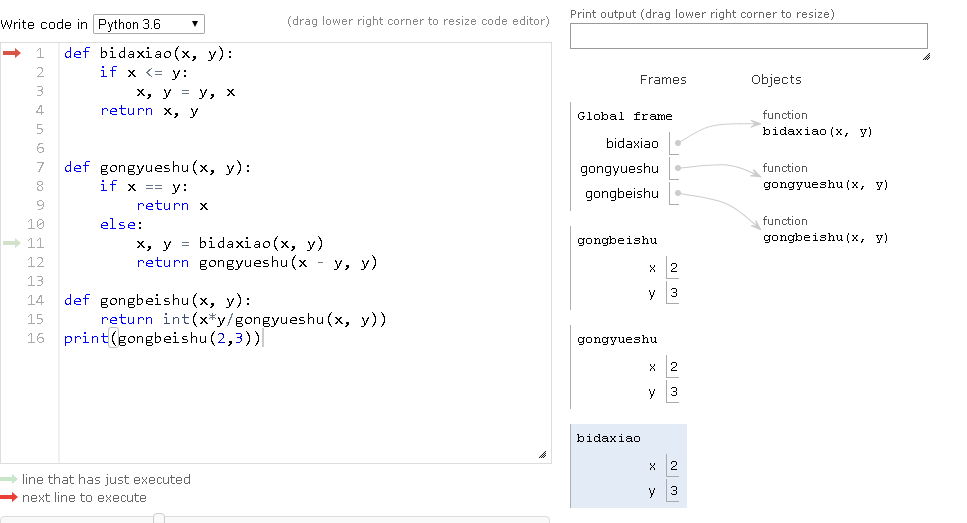 Write code in Python 3.6
(drag lower right corner to resize code editor)
1 def bidaxiao(x, y):
2 if x <= y:
3 x, y = y, x
4 return x, y
5
6
7 def gongyueshu(x, y):
8 if x == y:
9 return x
10 else:
11 x, y = bidaxiao(x, y)
12 return gongyueshu(x - y, y)
13
14 def gongbeishu(x, y):
15 return int(x*y/gongyueshu(x, y))
16 print(gongbeishu(2,3))
line that has just executed
next line to execute
Print output (drag lower right corner to resize)
Frames Objects
Global frame
bidaxiao
gongyueshu
gongbeishu
function
bidaxiao(x, y)
function
gongyueshu(x, y)
function
gongbeishu(x, y)
gongbeishu
x 2
y 3
gongyueshu
x 2
y 3
bidaxiao
x 2
y 3